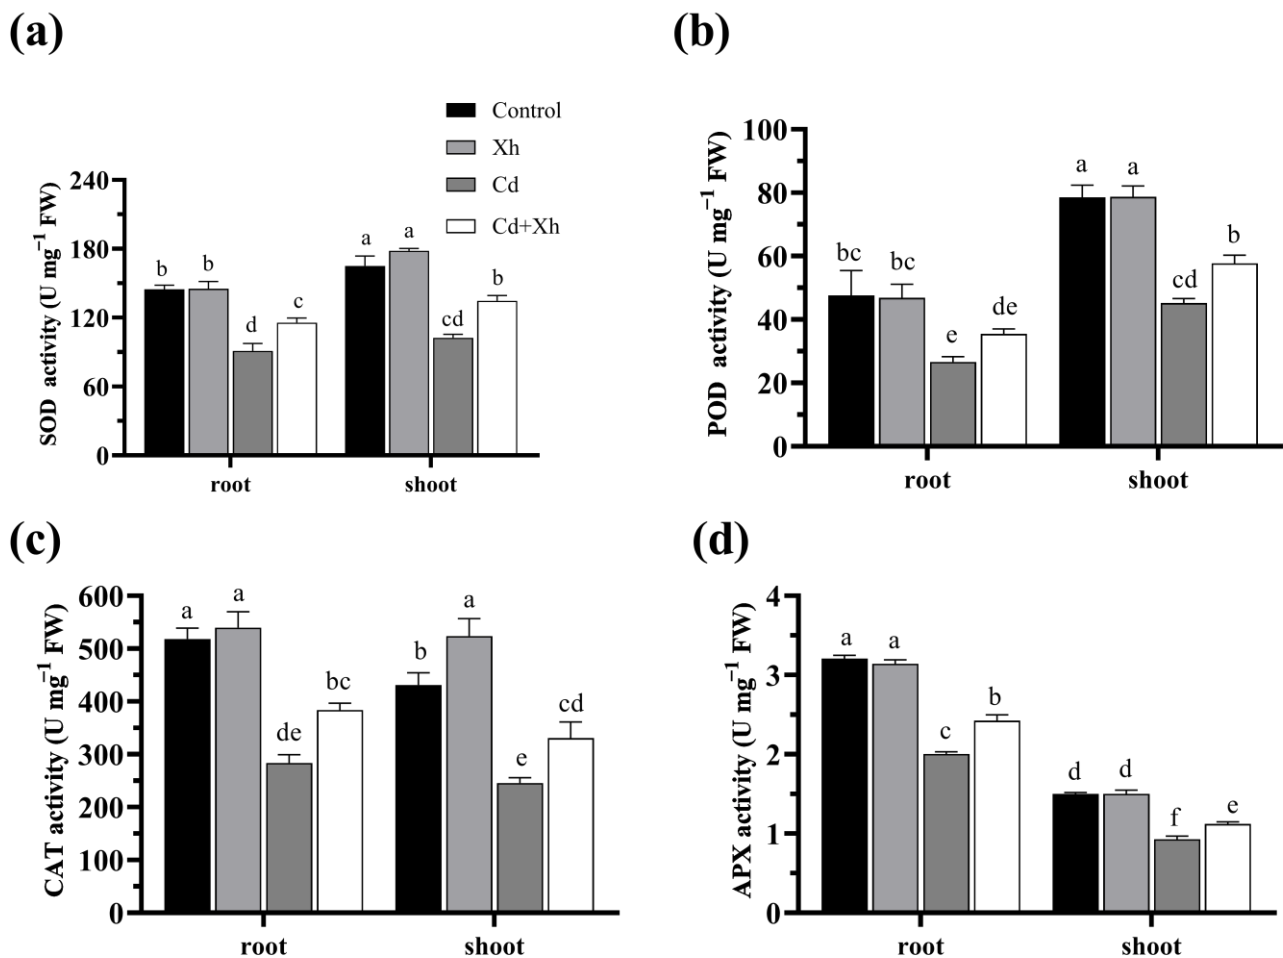 (a)
Control
Xh
Cd
Cd+Xh
SOD activity (U mg⁻¹ FW)
240
180
120
60
0
b
b
d
c
a
a
cd
b
root
shoot
(b)
POD activity (U mg⁻¹ FW)
100
80
60
40
20
0
bc
bc
e
de
a
a
cd
b
root
shoot
(c)
CAT activity (U mg⁻¹ FW)
600
500
400
300
200
100
0
a
a
de
bc
b
a
e
cd
root
shoot
(d)
APX activity (U mg⁻¹ FW)
4
3
2
1
0
a
a
c
b
d
d
f
e
root
shoot